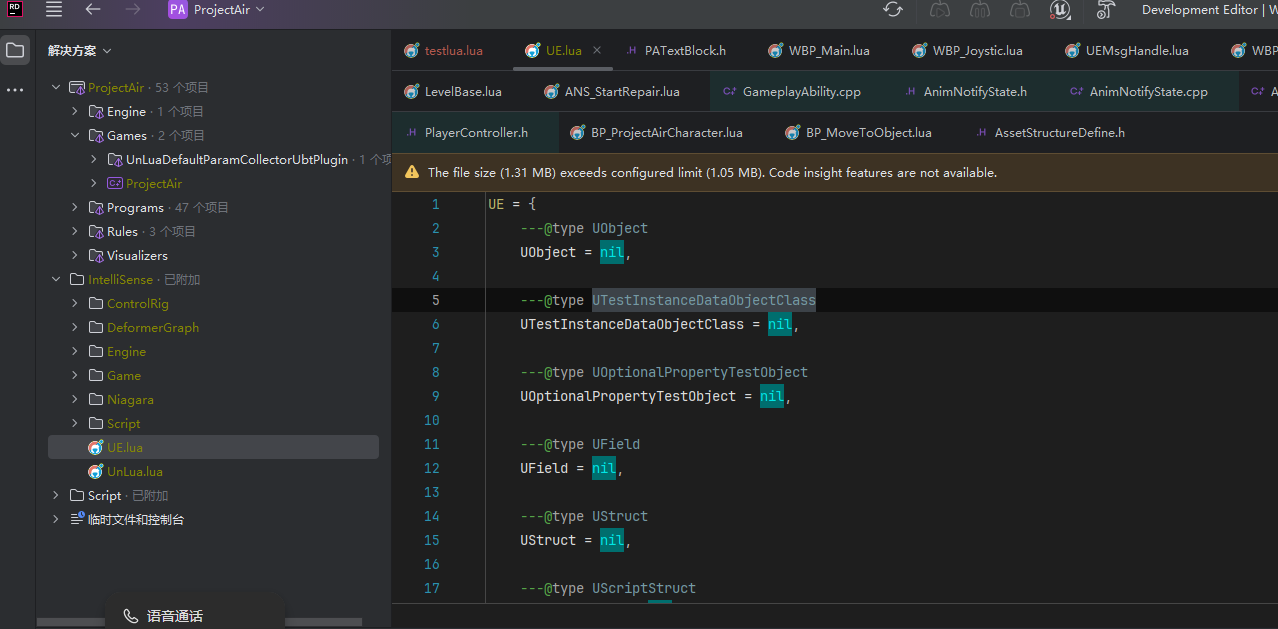 RD
PA ProjectAir
Development Editor | W
解决方案
testlua.lua
UE.lua
PATextBlock.h
WBP_Main.lua
WBP_Joystic.lua
UEMsgHandle.lua
WBP
LevelBase.lua
ANS_StartRepair.lua
GameplayAbility.cpp
AnimNotifyState.h
AnimNotifyState.cpp
A
PlayerController.h
BP_ProjectAirCharacter.lua
BP_MoveToObject.lua
AssetStructureDefine.h
The file size (1.31 MB) exceeds configured limit (1.05 MB). Code insight features are not available.
ProjectAir · 53 个项目
Engine · 1 个项目
Games · 2 个项目
UnLuaDefaultParamCollectorUbtPlugin · 1 个项
ProjectAir
Programs · 47 个项目
Rules · 3 个项目
Visualizers
IntelliSense · 已附加
ControlRig
DeformerGraph
Engine
Game
Niagara
Script
UE.lua
UnLua.lua
Script · 已附加
临时文件和控制台
语音通话
1 UE = {
2 ---@type UObject
3 UObject = nil,
4
5 ---@type UTestInstanceDataObjectClass
6 UTestInstanceDataObjectClass = nil,
7
8 ---@type UOptionalPropertyTestObject
9 UOptionalPropertyTestObject = nil,
10
11 ---@type UField
12 UField = nil,
13
14 ---@type UStruct
15 UStruct = nil,
16
17 ---@type UScriptStruct